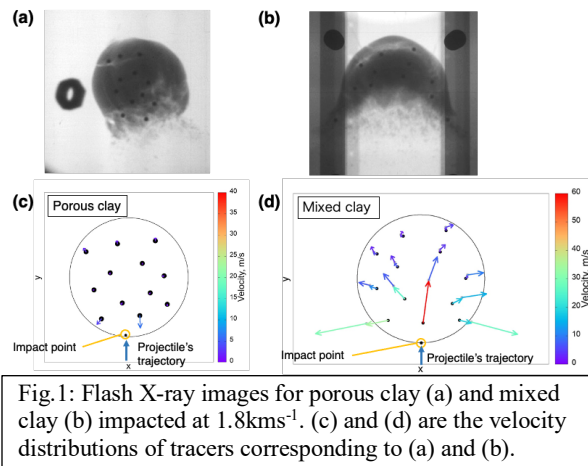 (a)
(b)
(c)
Porous clay
40
35
30
25
20
15
10
5
0
Velocity, m/s
y
x
Impact point
Projectile's
trajectory
(d)
Mixed clay
60
50
40
30
20
10
0
Velocity, m/s
y
x
Impact point
Projectile's
trajectory
Fig.1: Flash X-ray images for porous clay (a) and mixed
clay (b) impacted at 1.8kms-1. (c) and (d) are the velocity
distributions of tracers corresponding to (a) and (b).